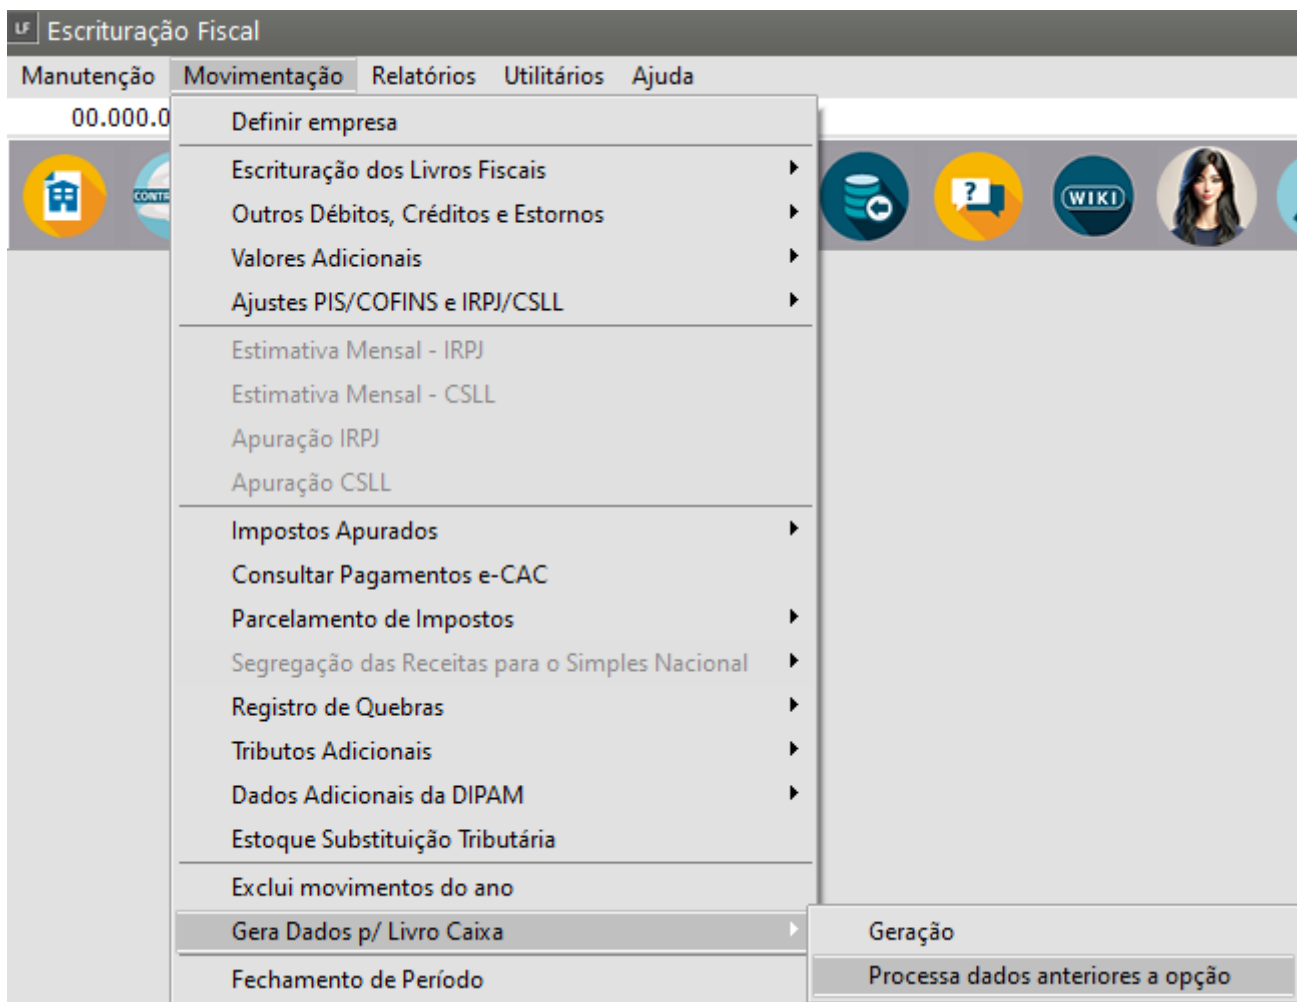 LF Escrituração Fiscal
Manutenção Movimentação Relatórios Utilitários Ajuda
00.000.0
Definir empresa
CONTR
WIKI
Escrituração dos Livros Fiscais
Outros Débitos, Créditos e Estornos
Valores Adicionais
Ajustes PIS/COFINS e IRPJ/CSLL
Estimativa Mensal - IRPJ
Estimativa Mensal - CSLL
Apuração IRPJ
Apuração CSLL
Impostos Apurados
Consultar Pagamentos e-CAC
Parcelamento de Impostos
Segregação das Receitas para o Simples Nacional
Registro de Quebras
Tributos Adicionais
Dados Adicionais da DIPAM
Estoque Substituição Tributária
Exclui movimentos do ano
Gera Dados p/ Livro Caixa
Geração
Processa dados anteriores a opção
Fechamento de Período